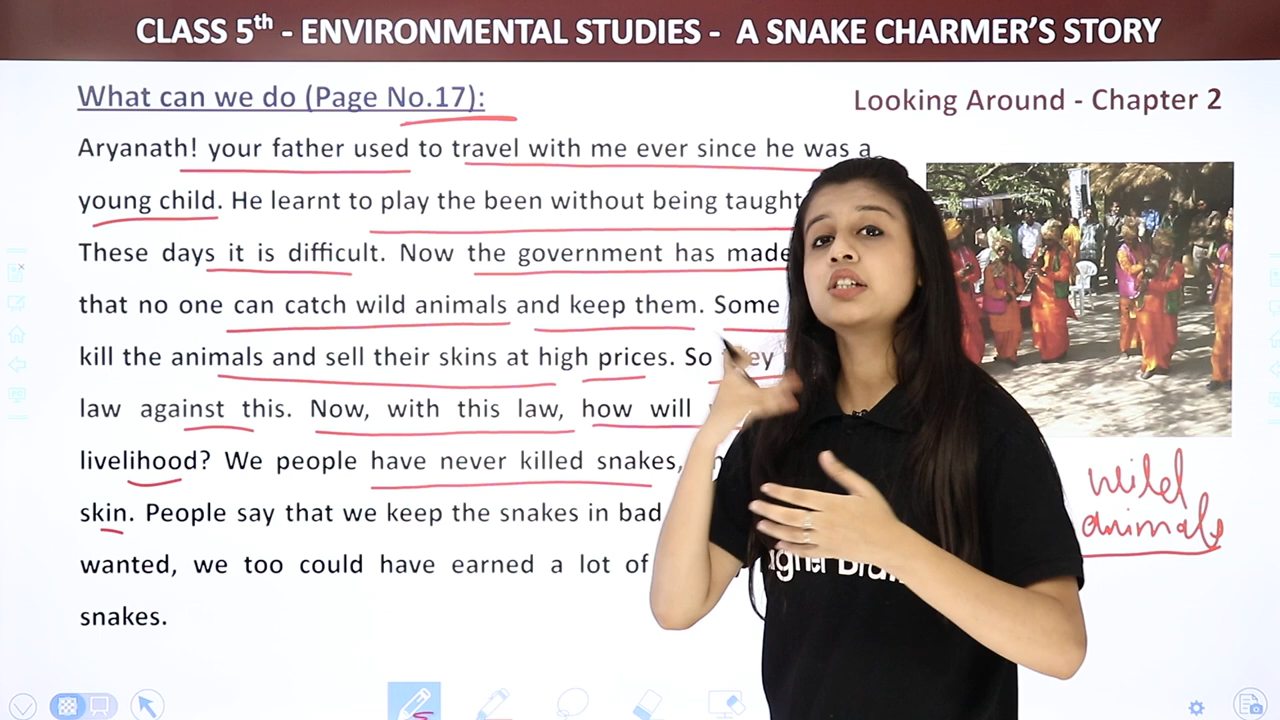 CLASS 5th - ENVIRONMENTAL STUDIES - A SNAKE CHARMER'S STORY
What can we do (Page No.17):
Looking Around - Chapter 2
Aryanath! your father used to travel with me ever since he was a
young child. He learnt to play the been without being taught
These days it is difficult. Now the government has made
that no one can catch wild animals and keep them. Some
kill the animals and sell their skins at high prices. So they
law against this. Now, with this law, how will
livelihood? We people have never killed snakes,
skin. People say that we keep the snakes in bad
wanted, we too could have earned a lot of
snakes.
wild
animals